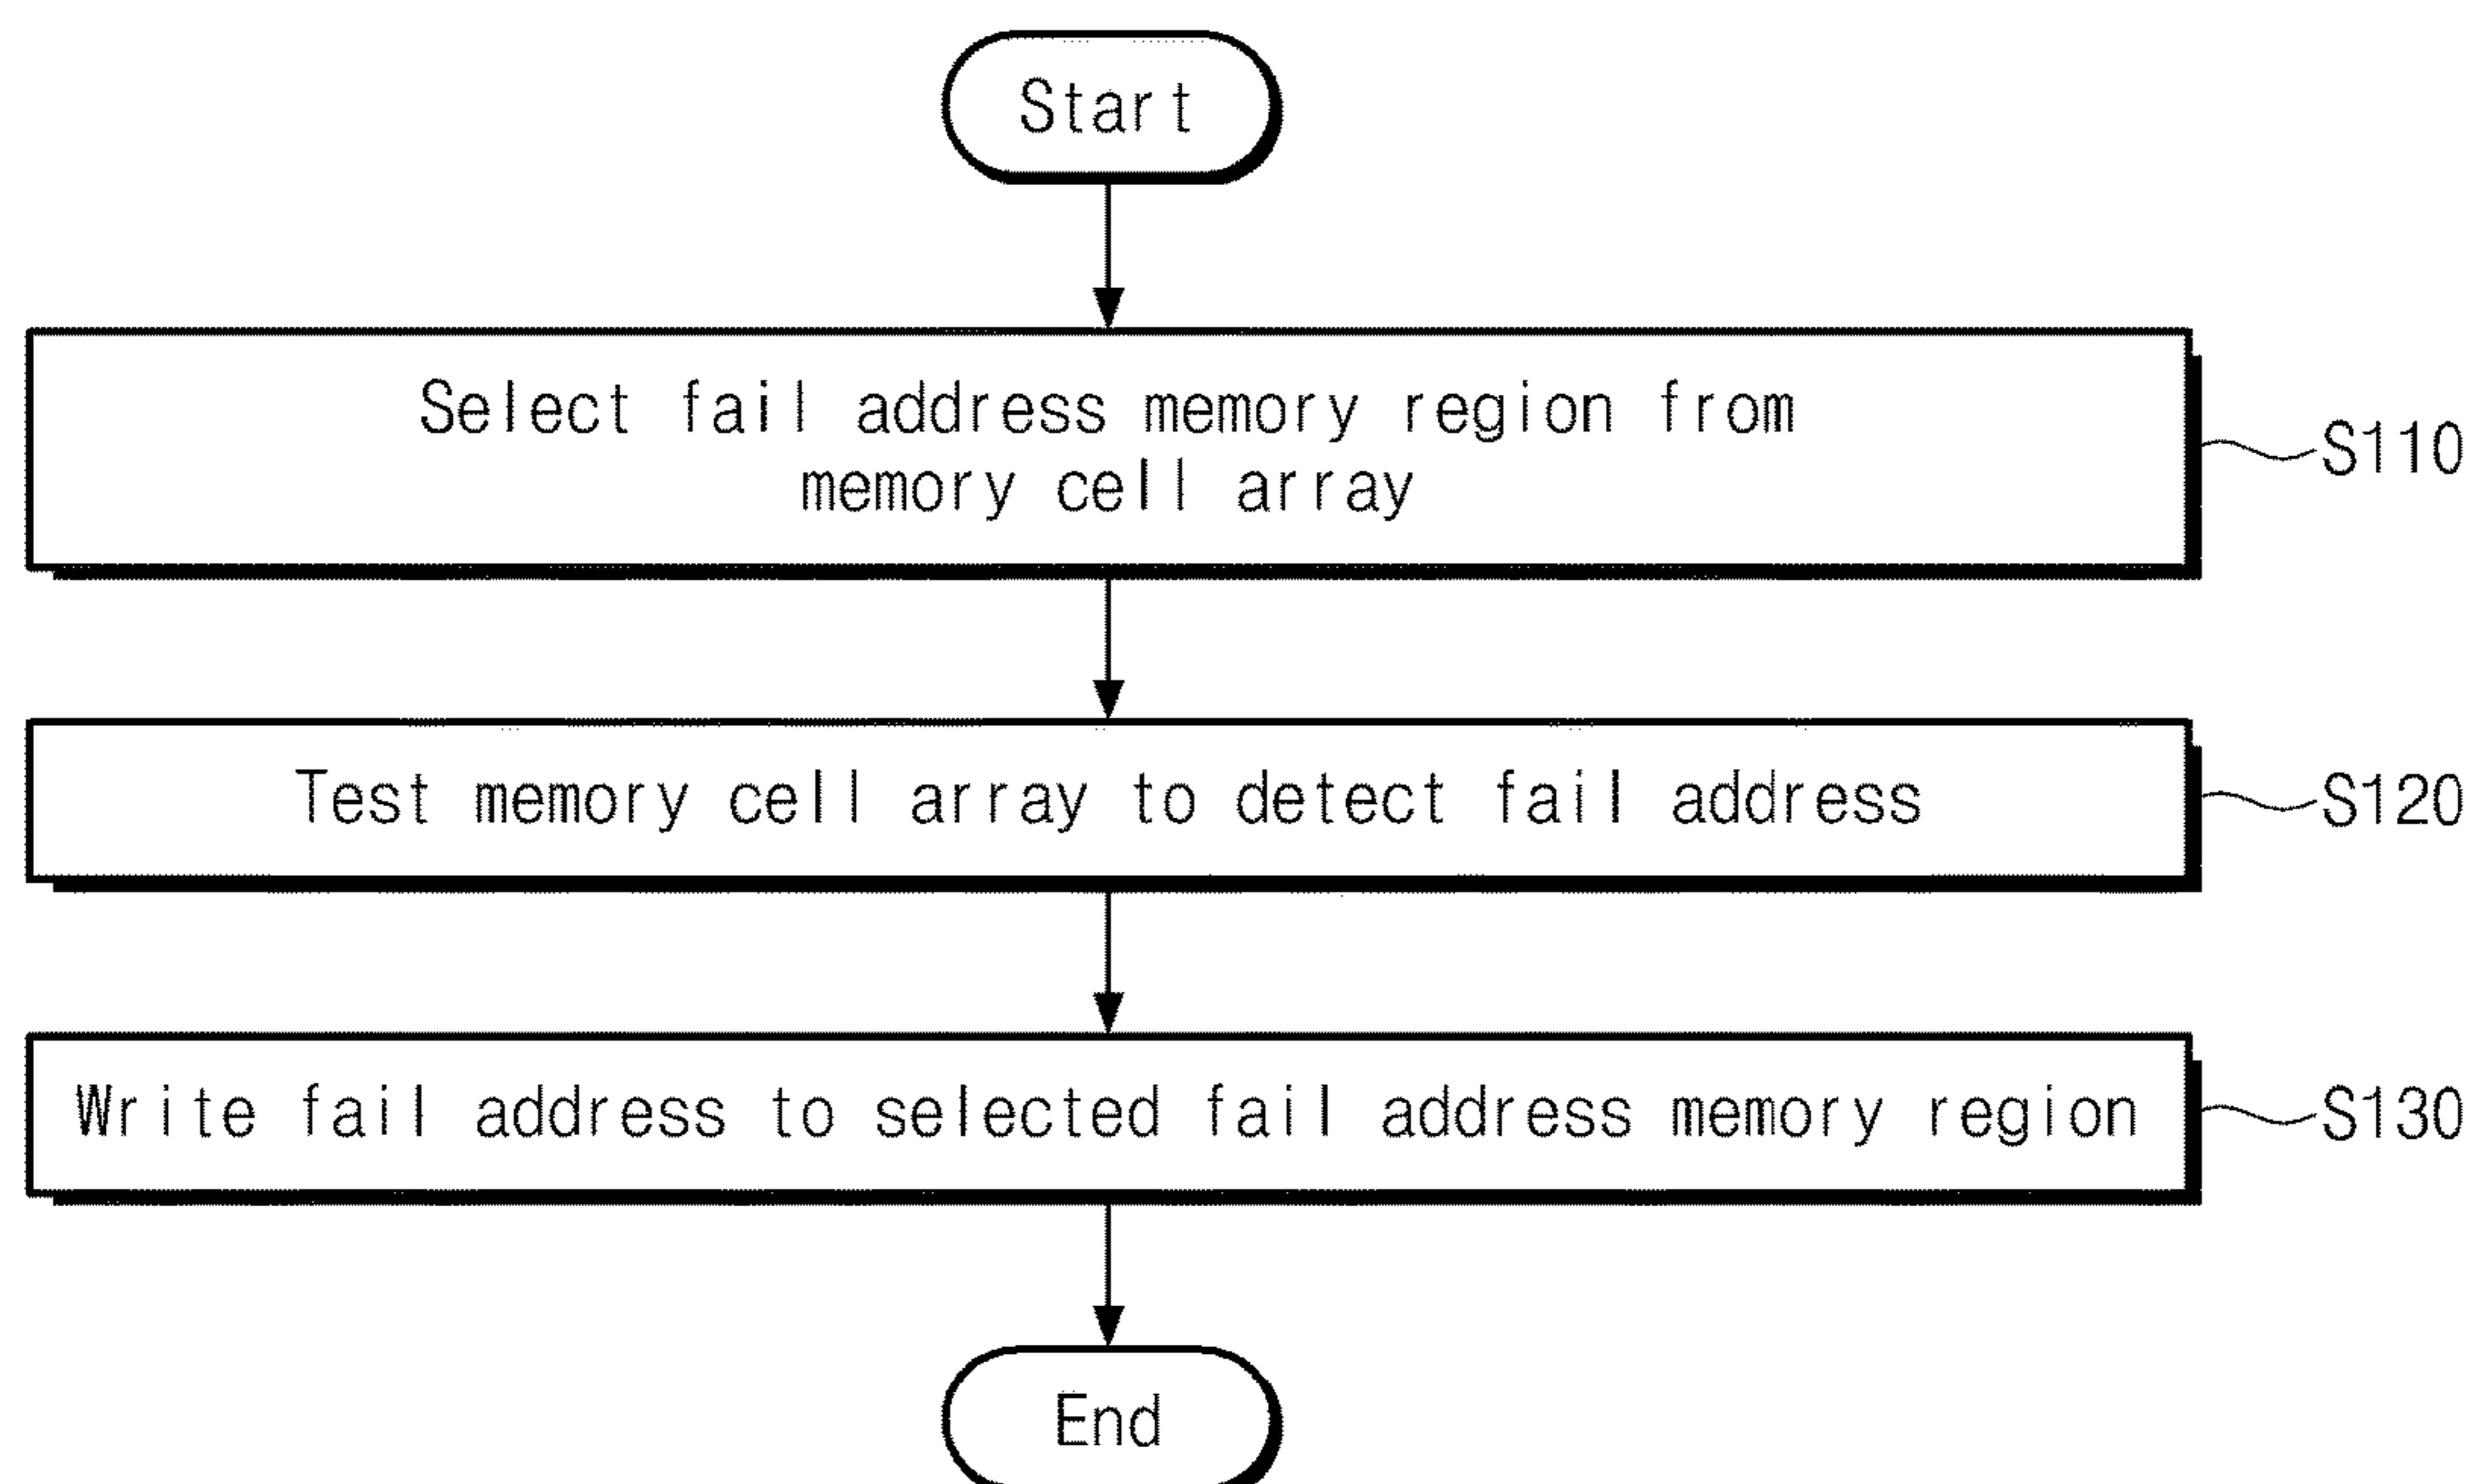 Start
Select fail address memory region from
memory cell array
S110
Test memory cell array to detect fail address
S120
Write fail address to selected fail address memory region
S130
End